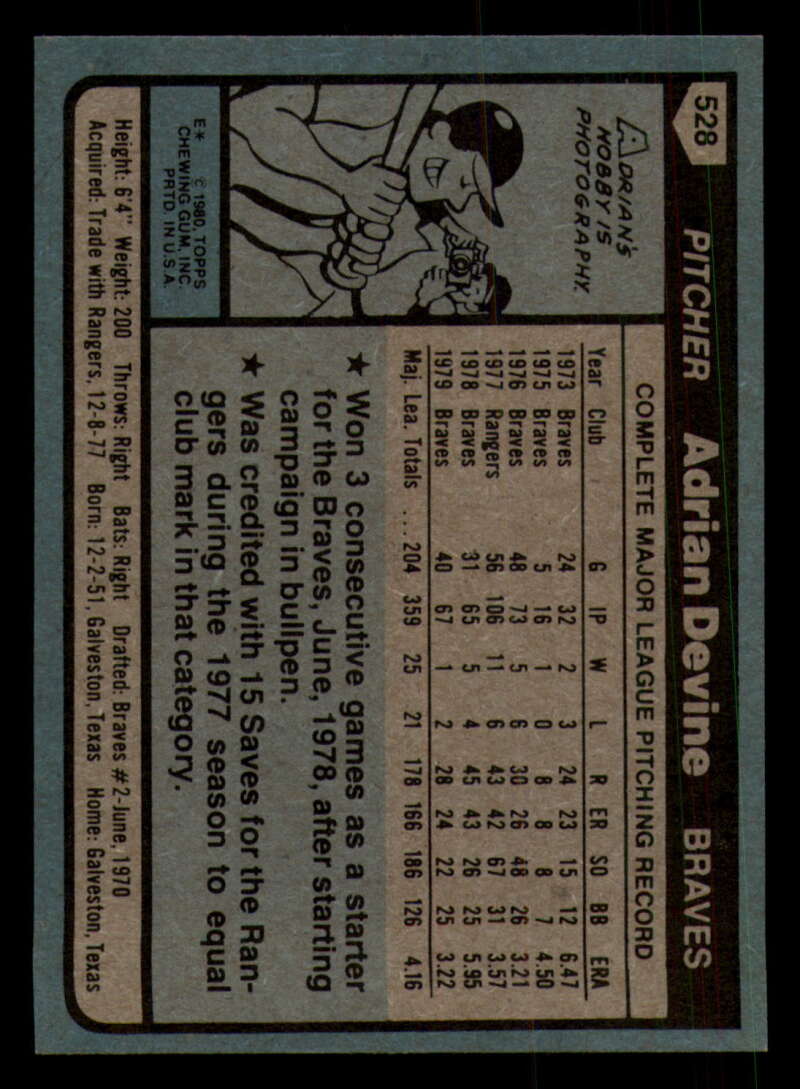 528 PITCHER Adrian Devine BRAVES
ADRIAN'S
HOBBY IS
PHOTOGRAPHY.
E* © 1980 TOPPS
CHEWING GUM, INC.
PRTD. IN U.S.A.
COMPLETE MAJOR LEAGUE PITCHING RECORD
Year Club G IP W L R ER SO BB ERA
1973 Braves 24 32 2 3 24 23 15 12 6.47
1975 Braves 5 16 1 0 8 8 8 7 4.50
1976 Braves 48 73 5 6 30 26 48 26 3.21
1977 Rangers 56 106 11 6 43 42 67 31 3.57
1978 Braves 31 65 5 4 45 43 26 25 5.95
1979 Braves 40 67 1 2 28 24 22 25 3.22
Maj. Lea. Totals ...204 359 25 21 178 166 186 126 4.16
★ Won 3 consecutive games as a starter
for the Braves, June, 1978, after starting
campaign in bullpen.
★ Was credited with 15 Saves for the Ran-
gers during the 1977 season to equal
club mark in that category.
Height: 6'4" Weight: 200 Throws: Right Bats: Right Drafted: Braves #2-June, 1970
Acquired: Trade with Rangers, 12-8-77 Born: 12-2-51, Galveston, Texas Home: Galveston, Texas